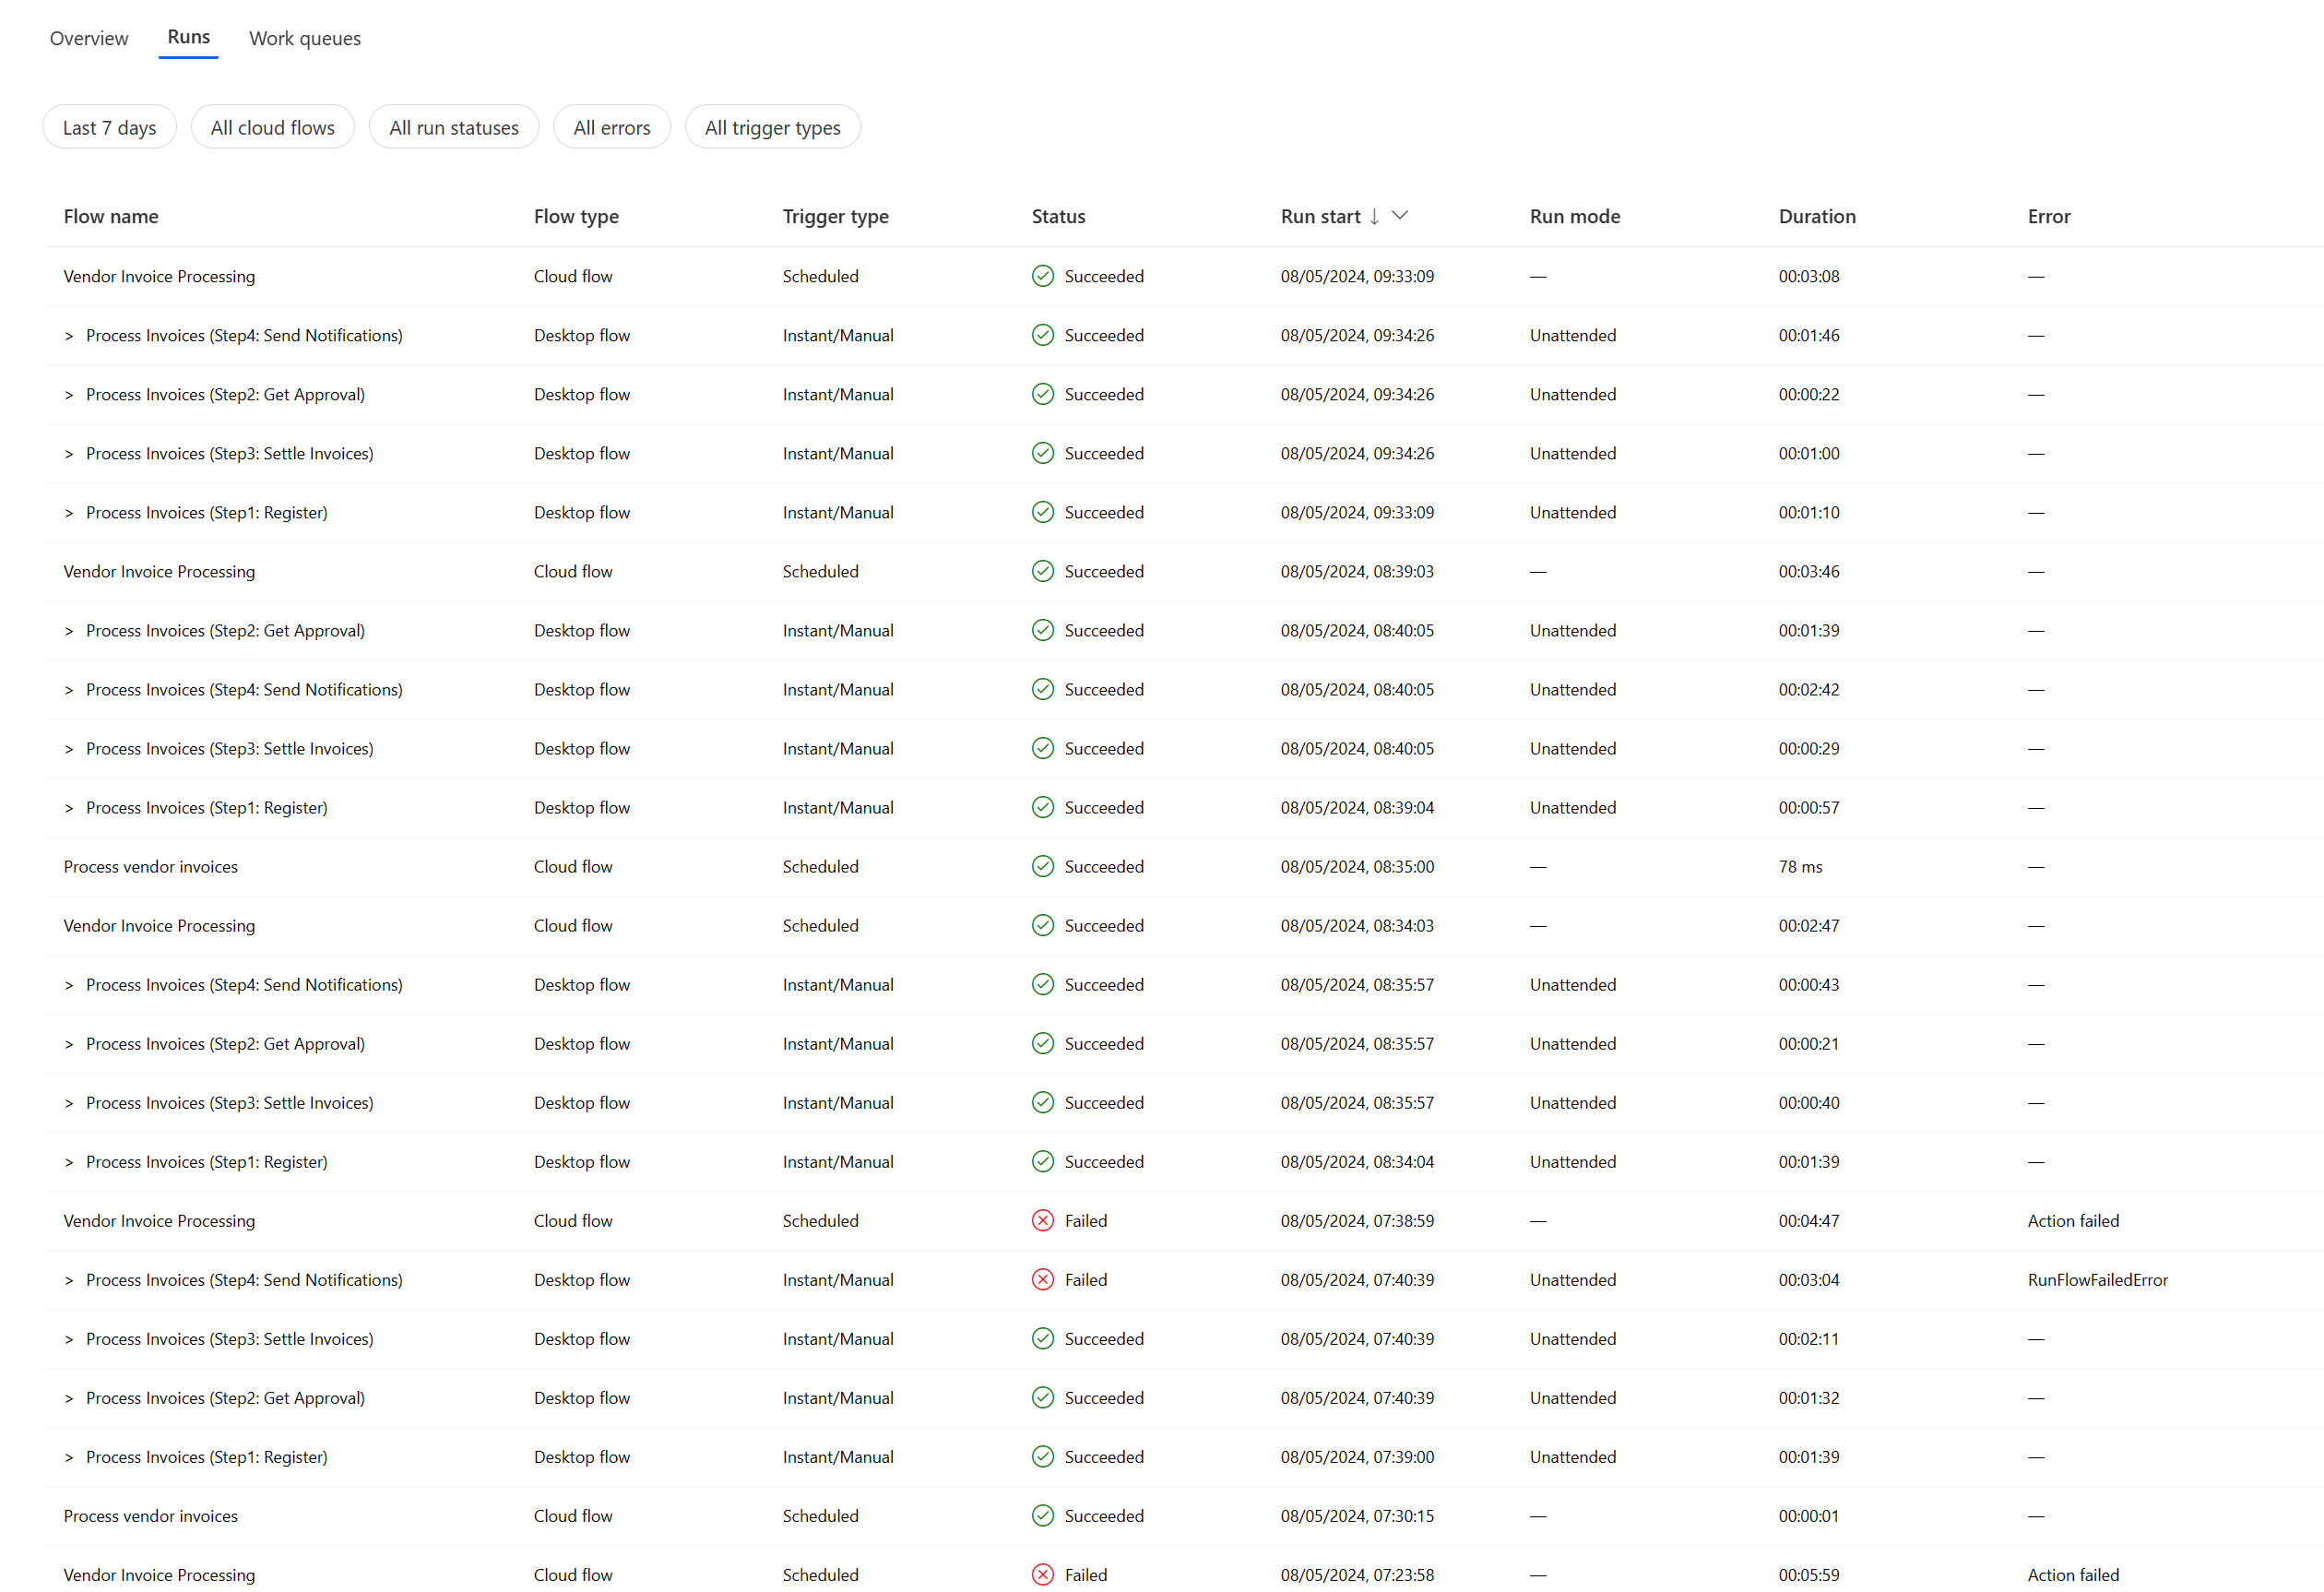 Overview Runs Work queues
Last 7 days All cloud flows All run statuses All errors All trigger types
Flow name Flow type Trigger type Status Run start Run mode Duration Error
Vendor Invoice Processing Cloud flow Scheduled Succeeded 08/05/2024, 09:33:09 — 00:03:08 —
> Process Invoices (Step4: Send Notifications) Desktop flow Instant/Manual Succeeded 08/05/2024, 09:34:26 Unattended 00:01:46 —
> Process Invoices (Step2: Get Approval) Desktop flow Instant/Manual Succeeded 08/05/2024, 09:34:26 Unattended 00:00:22 —
> Process Invoices (Step3: Settle Invoices) Desktop flow Instant/Manual Succeeded 08/05/2024, 09:34:26 Unattended 00:01:00 —
> Process Invoices (Step1: Register) Desktop flow Instant/Manual Succeeded 08/05/2024, 09:33:09 Unattended 00:01:10 —
Vendor Invoice Processing Cloud flow Scheduled Succeeded 08/05/2024, 08:39:03 — 00:03:46 —
> Process Invoices (Step2: Get Approval) Desktop flow Instant/Manual Succeeded 08/05/2024, 08:40:05 Unattended 00:01:39 —
> Process Invoices (Step4: Send Notifications) Desktop flow Instant/Manual Succeeded 08/05/2024, 08:40:05 Unattended 00:02:42 —
> Process Invoices (Step3: Settle Invoices) Desktop flow Instant/Manual Succeeded 08/05/2024, 08:40:05 Unattended 00:00:29 —
> Process Invoices (Step1: Register) Desktop flow Instant/Manual Succeeded 08/05/2024, 08:39:04 Unattended 00:00:57 —
Process vendor invoices Cloud flow Scheduled Succeeded 08/05/2024, 08:35:00 — 78 ms —
Vendor Invoice Processing Cloud flow Scheduled Succeeded 08/05/2024, 08:34:03 — 00:02:47 —
> Process Invoices (Step4: Send Notifications) Desktop flow Instant/Manual Succeeded 08/05/2024, 08:35:57 Unattended 00:00:43 —
> Process Invoices (Step2: Get Approval) Desktop flow Instant/Manual Succeeded 08/05/2024, 08:35:57 Unattended 00:00:21 —
> Process Invoices (Step3: Settle Invoices) Desktop flow Instant/Manual Succeeded 08/05/2024, 08:35:57 Unattended 00:00:40 —
> Process Invoices (Step1: Register) Desktop flow Instant/Manual Succeeded 08/05/2024, 08:34:04 Unattended 00:01:39 —
Vendor Invoice Processing Cloud flow Scheduled Failed 08/05/2024, 07:38:59 — 00:04:47 Action failed
> Process Invoices (Step4: Send Notifications) Desktop flow Instant/Manual Failed 08/05/2024, 07:40:39 Unattended 00:03:04 RunFlowFailedError
> Process Invoices (Step3: Settle Invoices) Desktop flow Instant/Manual Succeeded 08/05/2024, 07:40:39 Unattended 00:02:11 —
> Process Invoices (Step2: Get Approval) Desktop flow Instant/Manual Succeeded 08/05/2024, 07:40:39 Unattended 00:01:32 —
> Process Invoices (Step1: Register) Desktop flow Instant/Manual Succeeded 08/05/2024, 07:39:00 Unattended 00:01:39 —
Process vendor invoices Cloud flow Scheduled Succeeded 08/05/2024, 07:30:15 — 00:00:01 —
Vendor Invoice Processing Cloud flow Scheduled Failed 08/05/2024, 07:23:58 — 00:05:59 Action failed